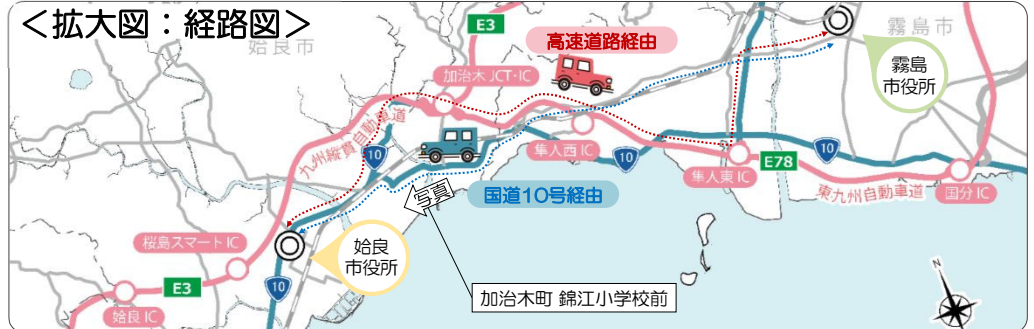 ＜拡大図：経路図＞
姶良市
E3
高速道路経由
霧島市
加治木 JCT・IC
霧島
市役所
九州縦貫自動車道
10
隼人西 IC
10
10
隼人東 IC
E78
東九州自動車道
国分 IC
写真
国道10号経由
桜島スマート IC
姶良
市役所
E3
10
姶良 IC
加治木町 錦江小学校前
N